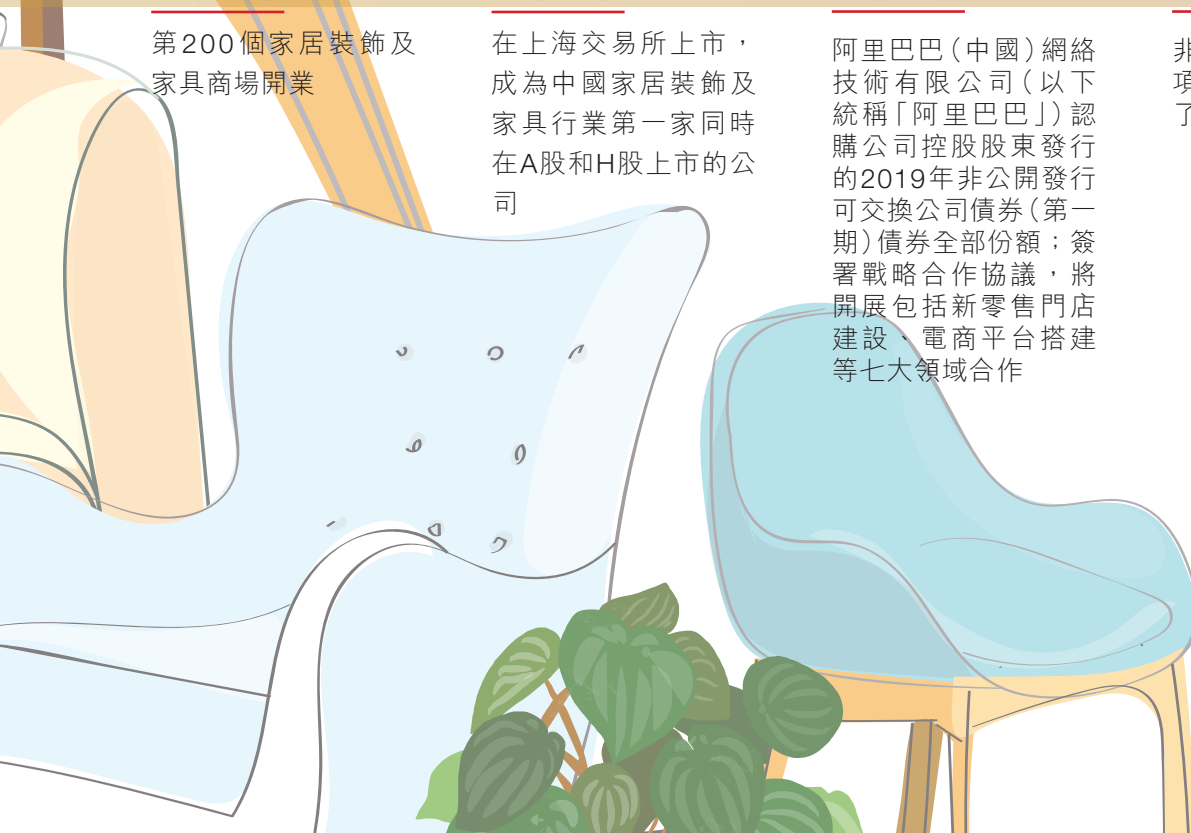 第200個家居裝飾及
家具商場開業
在上海交易所上市，
成為中國家居裝飾及
家具行業第一家同時
在A股和H股上市的公
司
阿里巴巴（中國）網絡
技術有限公司（以下
統稱「阿里巴巴」）認
購公司控股股東發行
的2019年非公開發行
可交換公司債券（第一
期）債券全部份額；簽
署戰略合作協議，將
開展包括新零售門店
建設、電商平台搭建
等七大領域合作
非
項
了